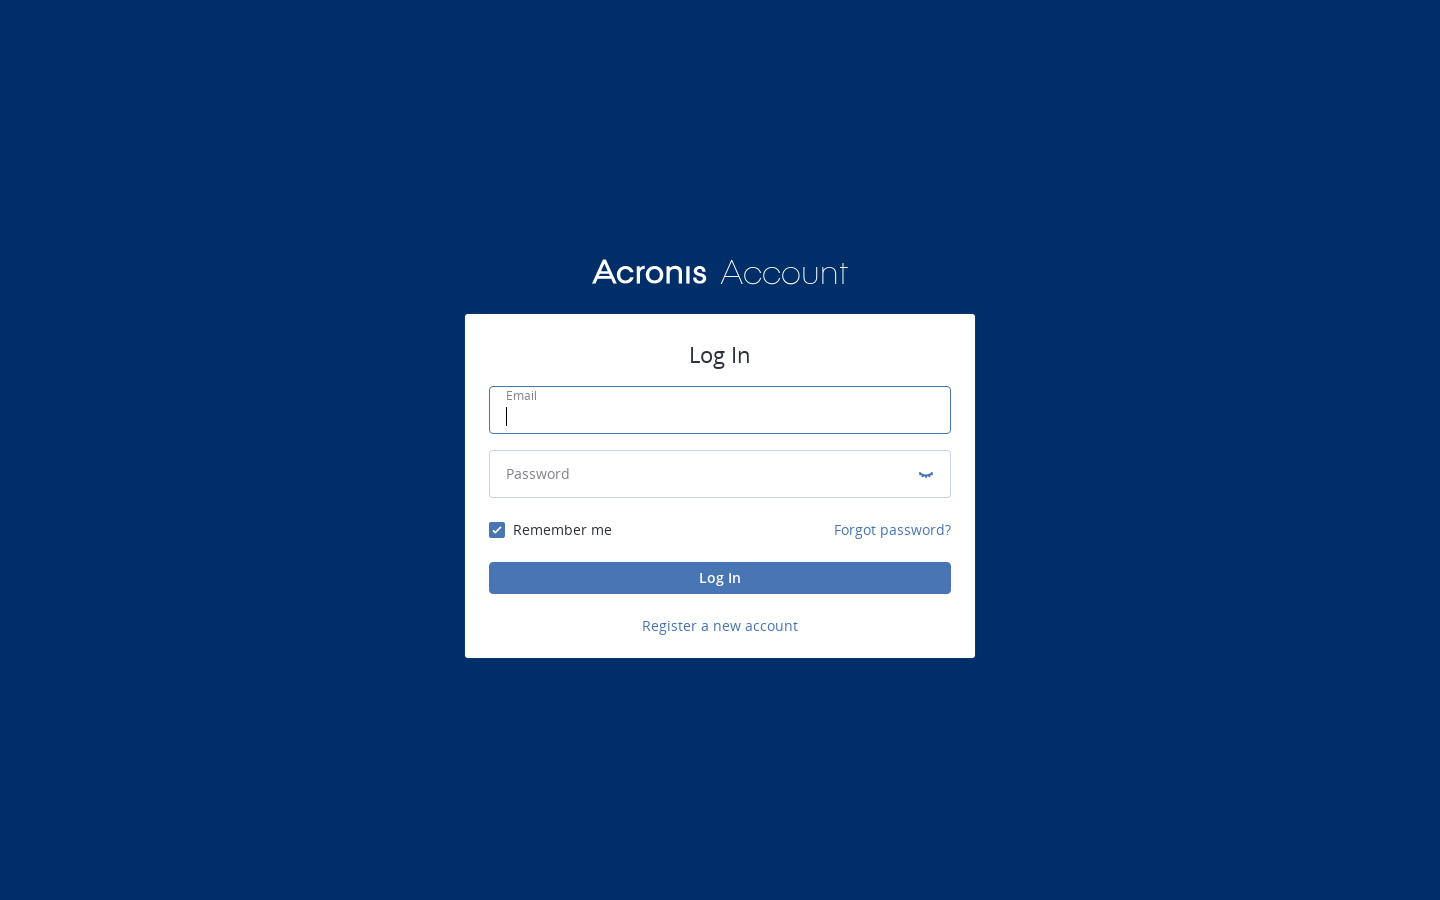 Acronis Account
Log In
Email
Password
Remember me
Forgot password?
Log In
Register a new account